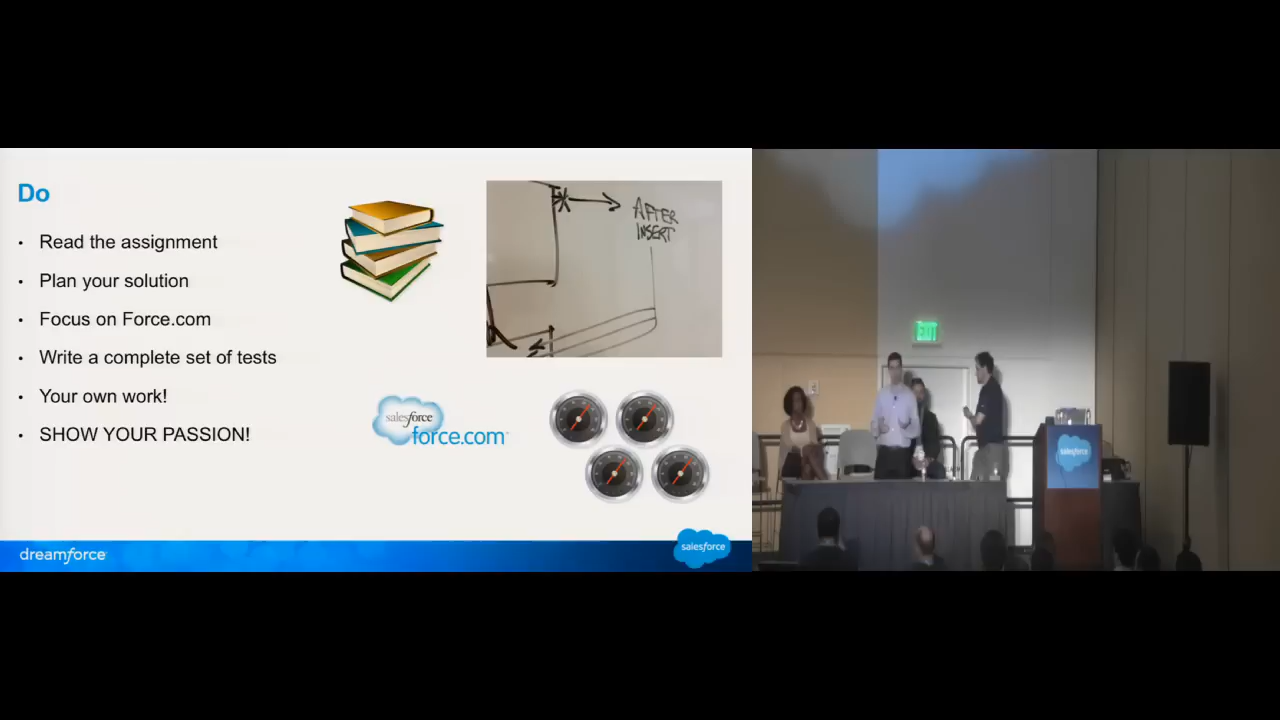 Do
• Read the assignment
• Plan your solution
• Focus on Force.com
• Write a complete set of tests
• Your own work!
• SHOW YOUR PASSION!
AFTER
INSERT
salesforce
force.com
dreamforce
salesforce
EXIT
salesforce